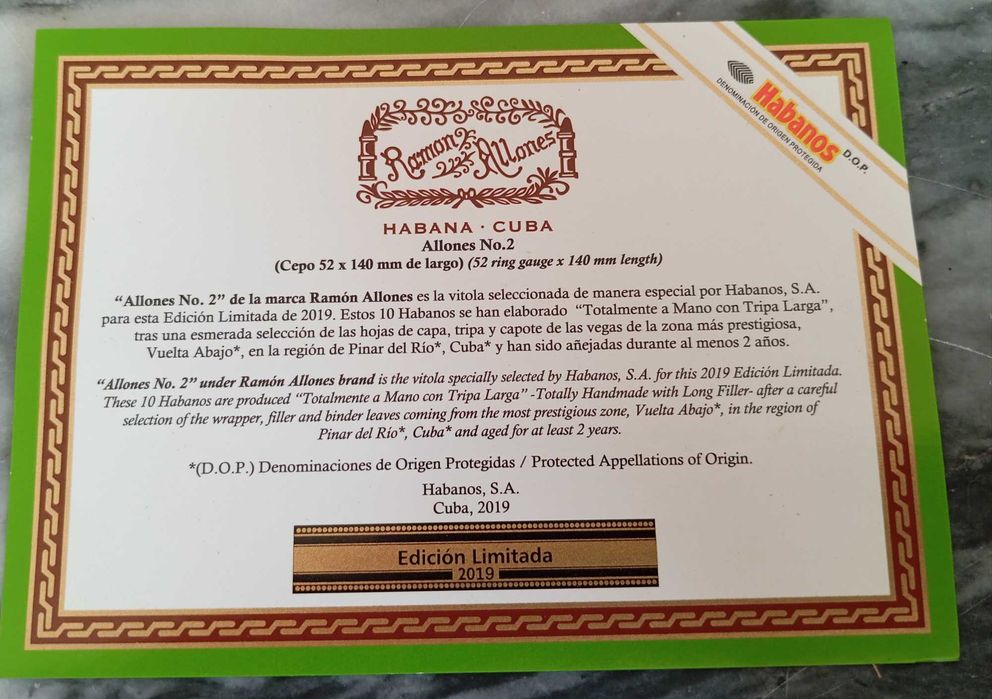 Habanos
D.O.P.
DENOMINACIÓN DE ORIGEN PROTEGIDA
Ramon Allones
HABANA · CUBA
Allones No.2
(Cepo 52 x 140 mm de largo) (52 ring gauge x 140 mm length)
“Allones No. 2” de la marca Ramón Allones es la vitola seleccionada de manera especial por Habanos, S.A.
para esta Edición Limitada de 2019. Estos 10 Habanos se han elaborado “Totalmente a Mano con Tripa Larga”,
tras una esmerada selección de las hojas de capa, tripa y capote de las vegas de la zona más prestigiosa,
Vuelta Abajo*, en la región de Pinar del Río*, Cuba* y han sido añejadas durante al menos 2 años.
“Allones No. 2” under Ramón Allones brand is the vitola specially selected by Habanos, S.A. for this 2019 Edición Limitada.
These 10 Habanos are produced “Totalmente a Mano con Tripa Larga” -Totally Handmade with Long Filler- after a careful
selection of the wrapper, filler and binder leaves coming from the most prestigious zone, Vuelta Abajo*, in the region of
Pinar del Río*, Cuba* and aged for at least 2 years.
*(D.O.P.) Denominaciones de Origen Protegidas / Protected Appellations of Origin.
Habanos, S.A.
Cuba, 2019
Edición Limitada
2019